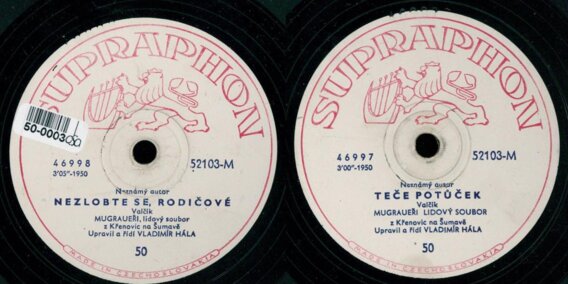 SUPRAPHON
50-0003
46998
52103-M
3'05"-1950
Neznámý autor
NEZLOBTE SE, RODIČOVÉ
Valčík
MUGRAUEŘI, lidový soubor
z Křenovic na Šumavě
Upravil a řídí VLADIMÍR HÁLA
50
MADE IN CZECHOSLOVAKIA
SUPRAPHON
46997
52103-M
3'00"-1950
Neznámý autor
TEČE POTŮČEK
Valčík
MUGRAUEŘI LIDOVÝ SOUBOR
z Křenovic na Šumavě
Upravil a řídí VLADIMÍR HÁLA
50
MADE IN CZECHOSLOVAKIA